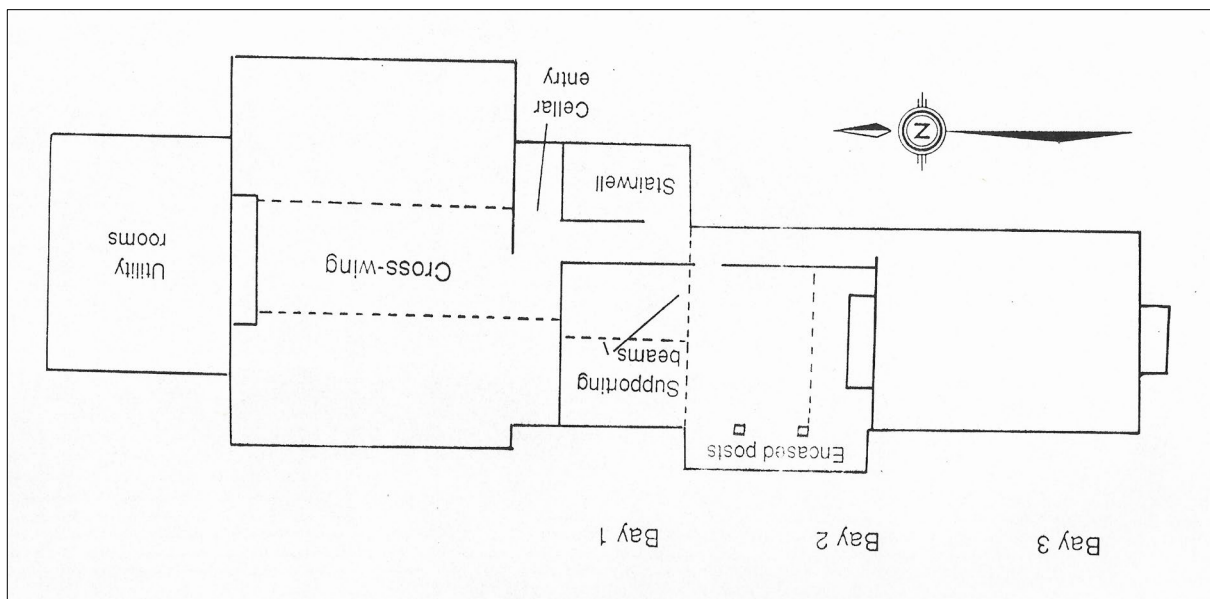 Bay 3
Bay 2
Bay 1
Encased posts
Supporting
beams
Cross-wing
Utility
rooms
Stairwell
Cellar
entry
N